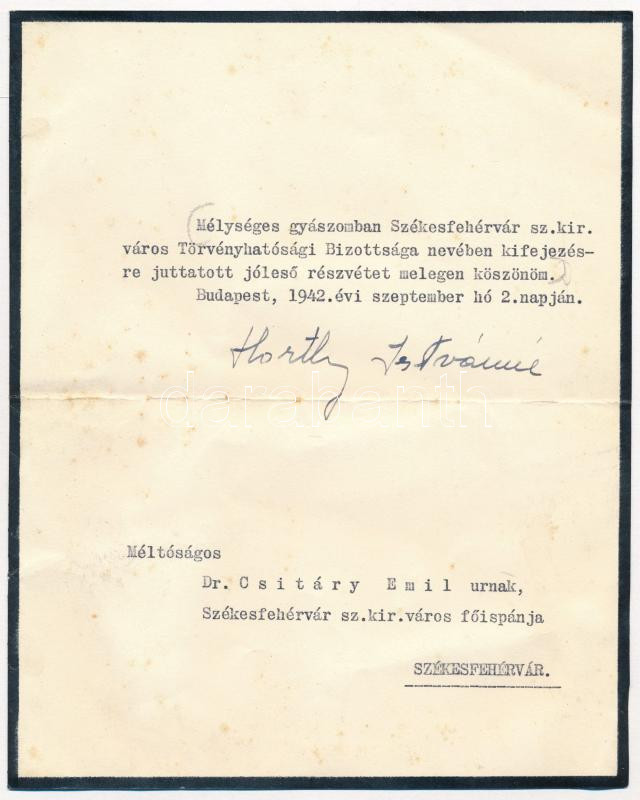 Mélységes gyászomban Székesfehérvár sz.kir.
város Törvényhatósági Bizottsága nevében kifejezés-
re juttatott jóleső részvétet melegen köszönöm.
Budapest, 1942.évi szeptember hó 2.napján.
Horthy Istvánné
darabanth
Méltóságos
Dr. Csitáry Emil urnak,
Székesfehérvár sz.kir.város főispánja
SZÉKESFEHÉRVÁR.